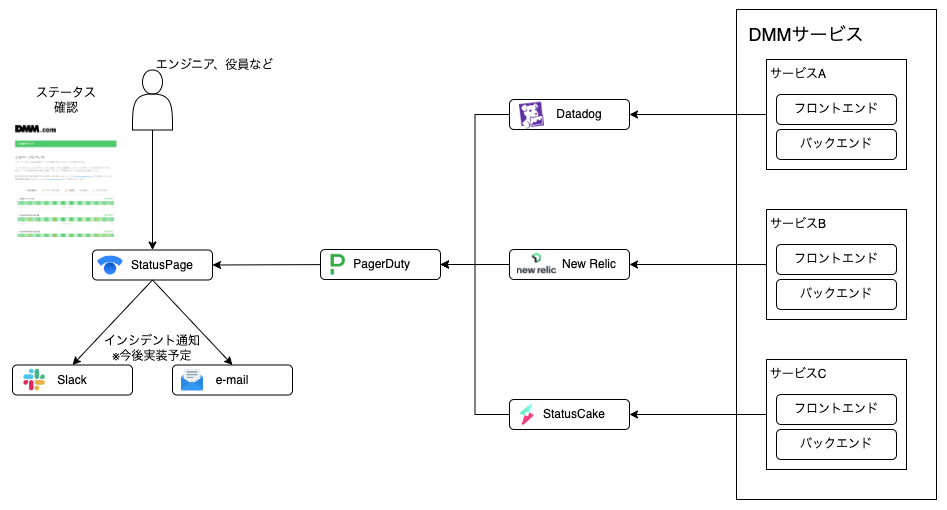 DMMサービス
エンジニア、役員など
サービスA
ステータス
確認
フロントエンド
Datadog
バックエンド
DMM.com
サービスB
フロントエンド
StatusPage
PagerDuty
new relic
New Relic
バックエンド
インシデント通知
※今後実装予定
サービスC
Slack
e-mail
フロントエンド
StatusCake
バックエンド